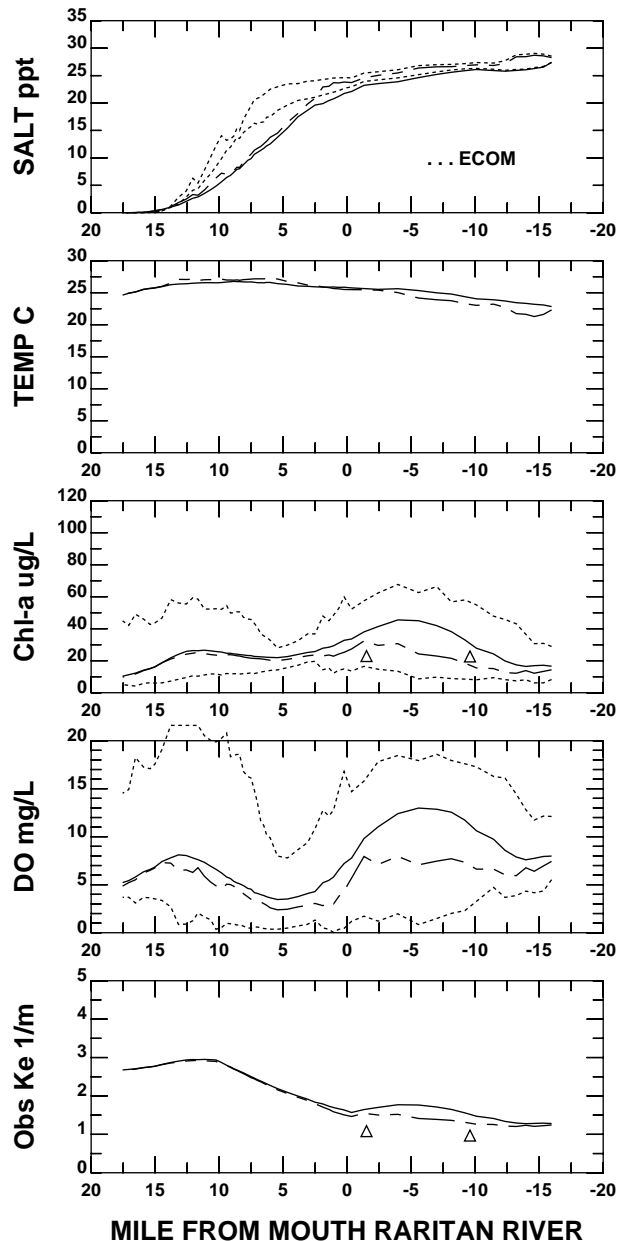 SALT ppt
35
30
25
20
15
10
5
0
. . . ECOM
20 15 10 5 0 -5 -10 -15 -20
TEMP C
30
25
20
15
10
5
0
20 15 10 5 0 -5 -10 -15 -20
Chl-a ug/L
120
100
80
60
40
20
0
20 15 10 5 0 -5 -10 -15 -20
DO mg/L
20
15
10
5
0
20 15 10 5 0 -5 -10 -15 -20
Obs Ke 1/m
5
4
3
2
1
0
20 15 10 5 0 -5 -10 -15 -20
MILE FROM MOUTH RARITAN RIVER